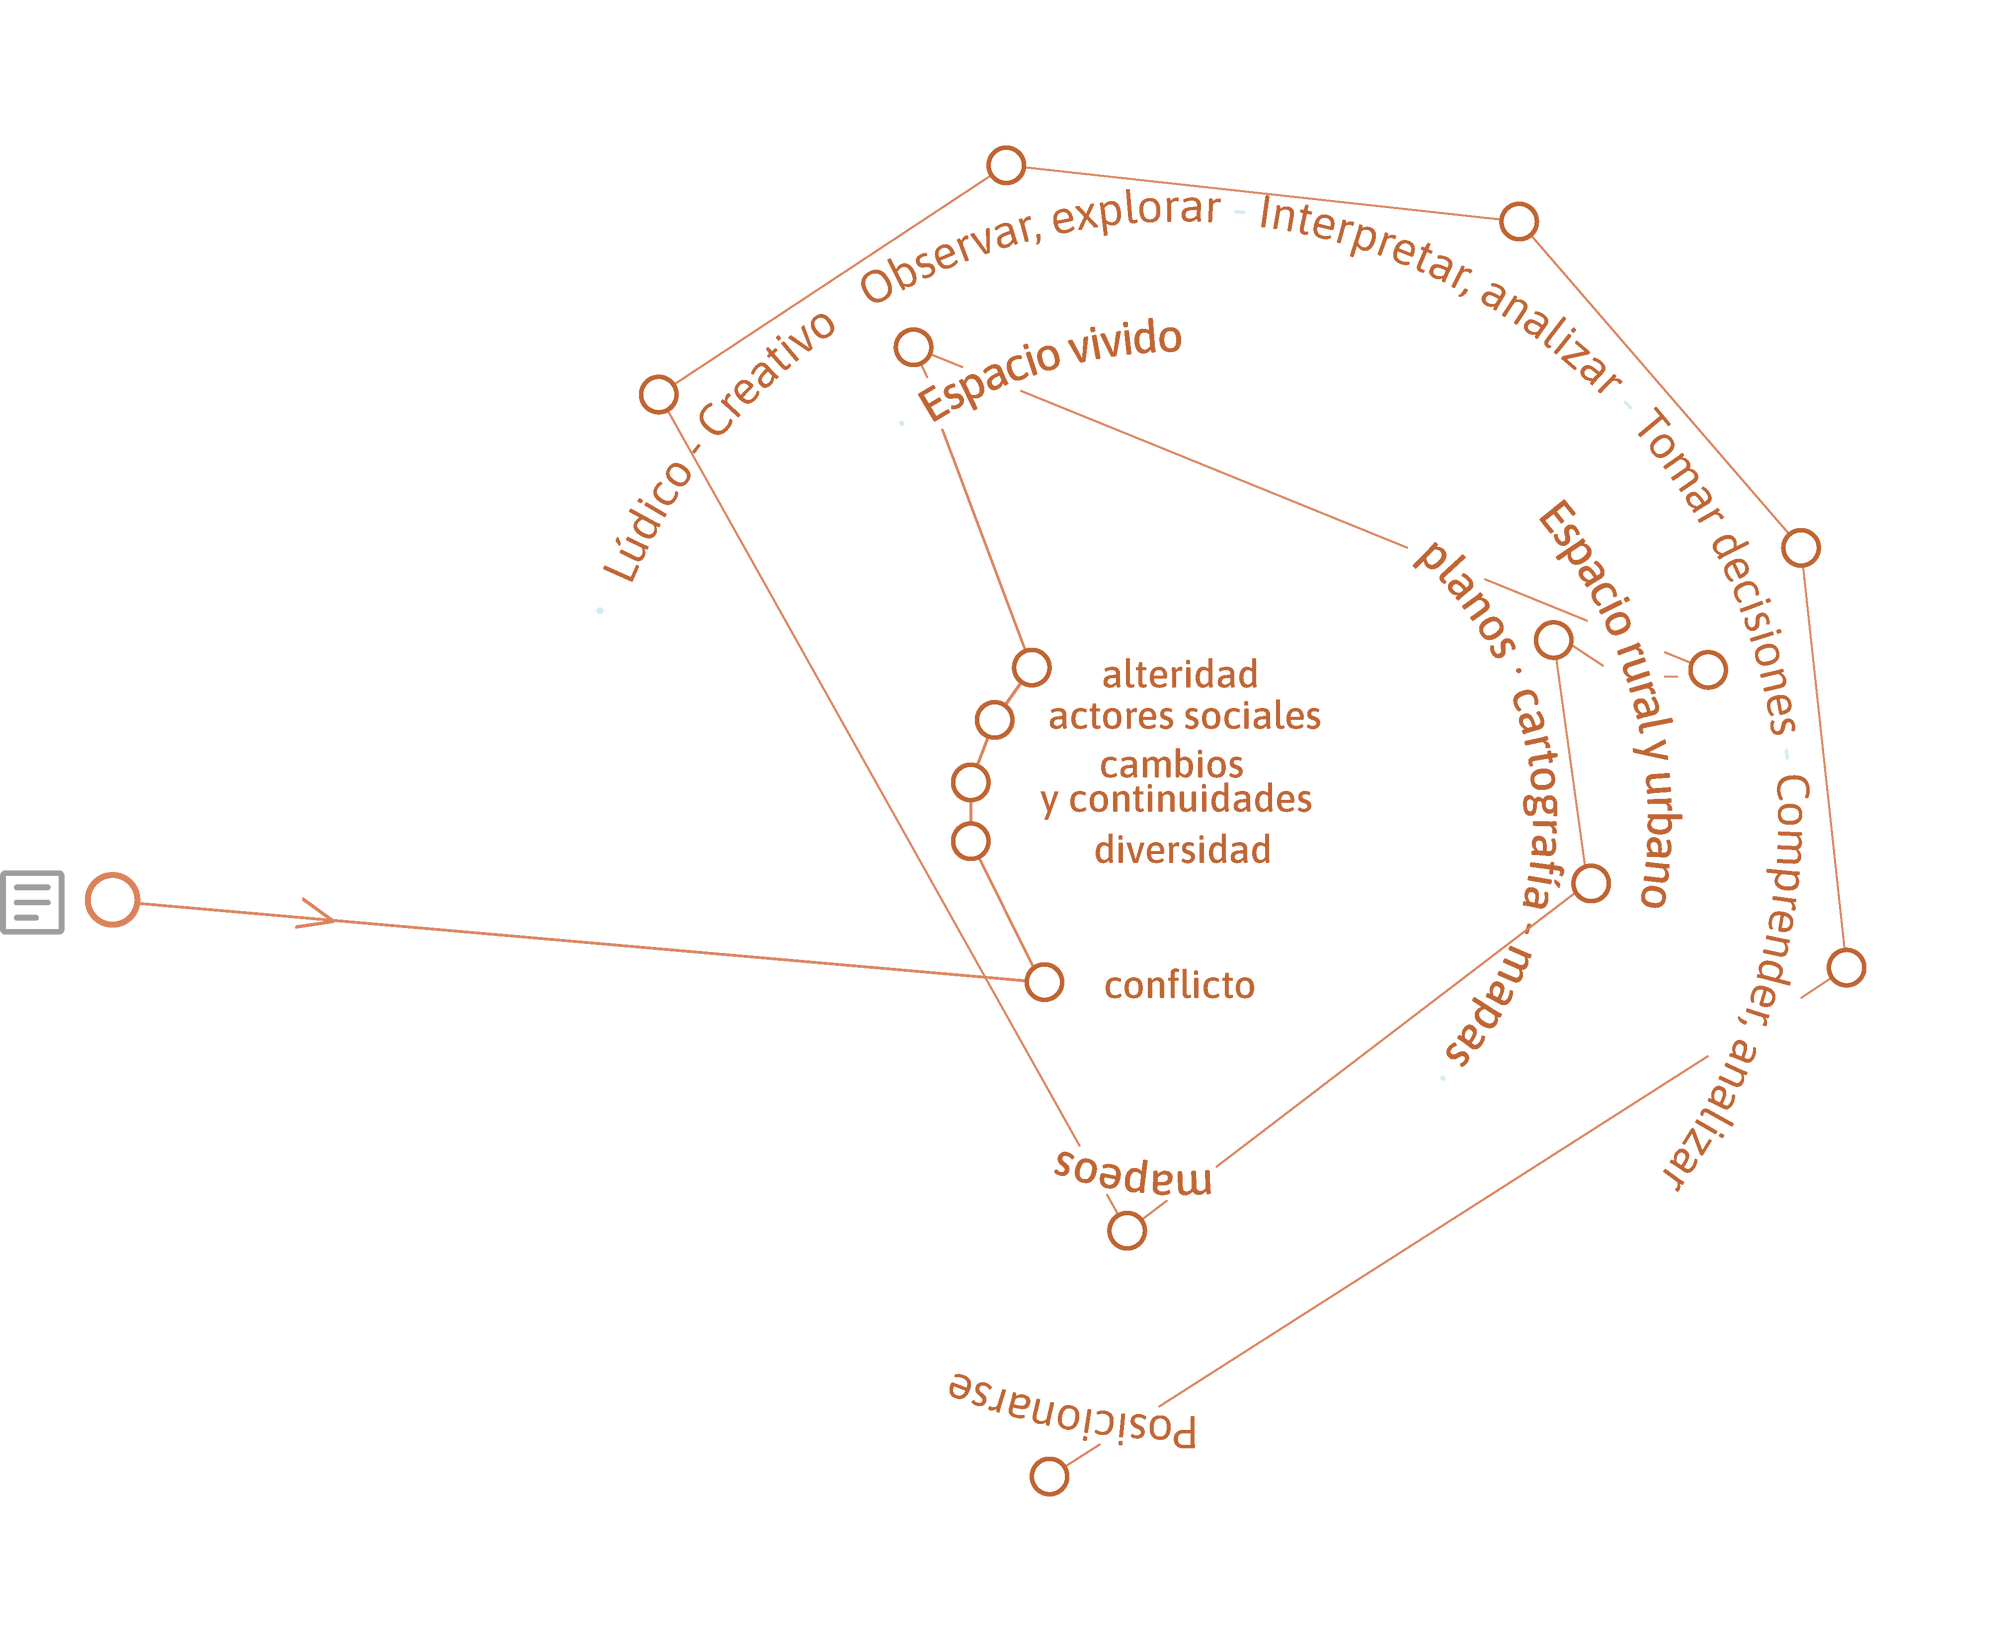 Lúdico - Creativo
Observar, explorar - Interpretar, analizar - Tomar decisiones - Comprender, analizar
Espacio vivido
Espacio rural y urbano
planos · cartografía - mapas
alteridad
actores sociales
cambios
y continuidades
diversidad
conflicto
mapeos
Posicionarse